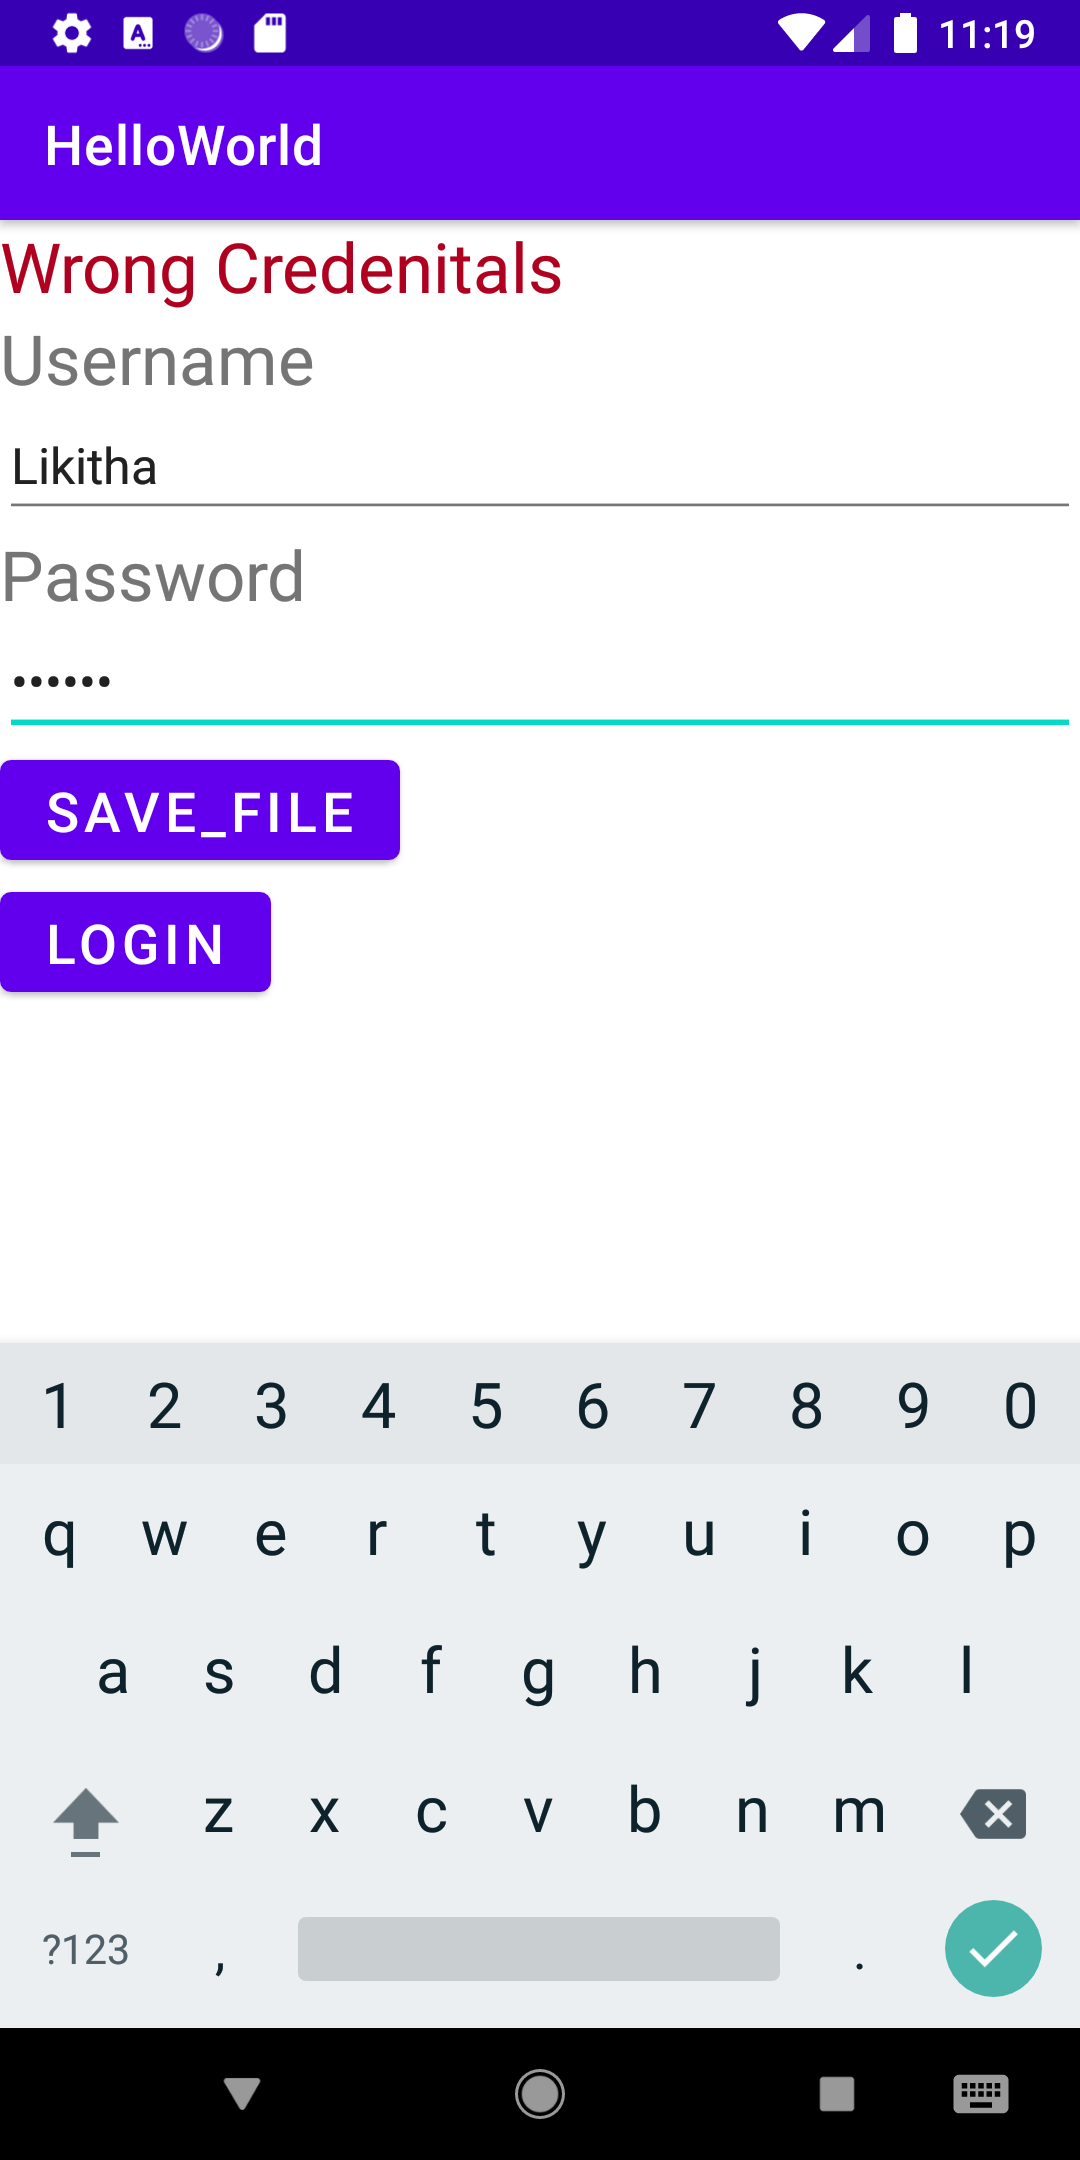 11:19
HelloWorld
Wrong Credenitals
Username
Likitha
Password
••••••
SAVE_FILE
LOGIN
1 2 3 4 5 6 7 8 9 0
q w e r t y u i o p
a s d f g h j k l
z x c v b n m
?123 , .